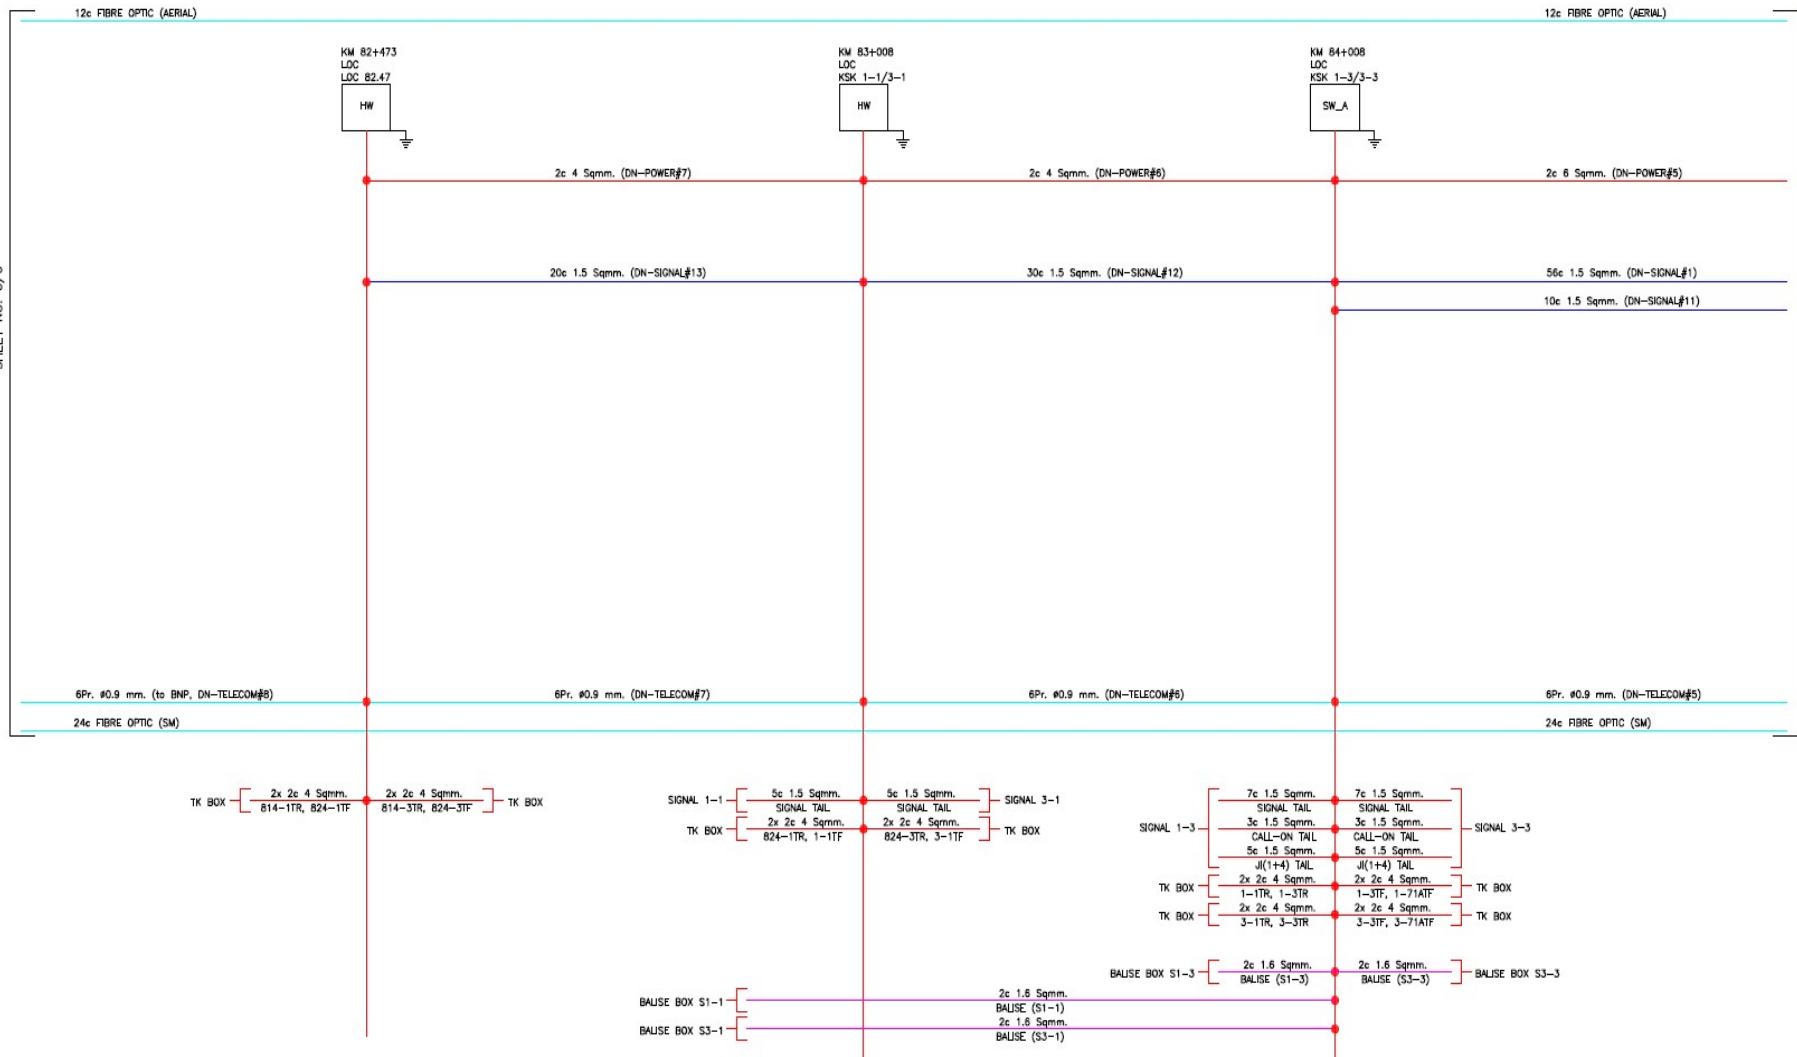 12c FIBRE OPTIC (AERIAL)
12c FIBRE OPTIC (AERIAL)
KM 82+473
LOC
LOC 82.47
HW
KM 83+008
LOC
KSK 1-1/3-1
HW
KM 84+008
LOC
KSK 1-3/3-3
SW_A
2c 4 Sqmm. (DN-POWER#7)
2c 4 Sqmm. (DN-POWER#6)
2c 6 Sqmm. (DN-POWER#5)
20c 1.5 Sqmm. (DN-SIGNAL#13)
30c 1.5 Sqmm. (DN-SIGNAL#12)
56c 1.5 Sqmm. (DN-SIGNAL#1)
10c 1.5 Sqmm. (DN-SIGNAL#11)
6Pr. ø0.9 mm. (to BNP, DN-TELECOM#8)
6Pr. ø0.9 mm. (DN-TELECOM#7)
6Pr. ø0.9 mm. (DN-TELECOM#6)
6Pr. ø0.9 mm. (DN-TELECOM#5)
24c FIBRE OPTIC (SM)
24c FIBRE OPTIC (SM)
TK BOX
2x 2c 4 Sqmm.
814-1TR, 824-1TF
2x 2c 4 Sqmm.
814-3TR, 824-3TF
TK BOX
SIGNAL 1-1
5c 1.5 Sqmm.
SIGNAL TAIL
5c 1.5 Sqmm.
SIGNAL TAIL
SIGNAL 3-1
TK BOX
2x 2c 4 Sqmm.
824-1TR, 1-1TF
2x 2c 4 Sqmm.
824-3TR, 3-1TF
TK BOX
SIGNAL 1-3
7c 1.5 Sqmm.
SIGNAL TAIL
7c 1.5 Sqmm.
SIGNAL TAIL
3c 1.5 Sqmm.
CALL-ON TAIL
3c 1.5 Sqmm.
CALL-ON TAIL
5c 1.5 Sqmm.
JI(1+4) TAIL
5c 1.5 Sqmm.
JI(1+4) TAIL
SIGNAL 3-3
TK BOX
2x 2c 4 Sqmm.
1-1TR, 1-3TR
2x 2c 4 Sqmm.
1-3TF, 1-71ATF
TK BOX
TK BOX
2x 2c 4 Sqmm.
3-1TR, 3-3TR
2x 2c 4 Sqmm.
3-3TF, 3-71ATF
TK BOX
BALISE BOX S1-3
2c 1.6 Sqmm.
BALISE (S1-3)
2c 1.6 Sqmm.
BALISE (S3-3)
BALISE BOX S3-3
BALISE BOX S1-1
2c 1.6 Sqmm.
BALISE (S1-1)
BALISE BOX S3-1
2c 1.6 Sqmm.
BALISE (S3-1)